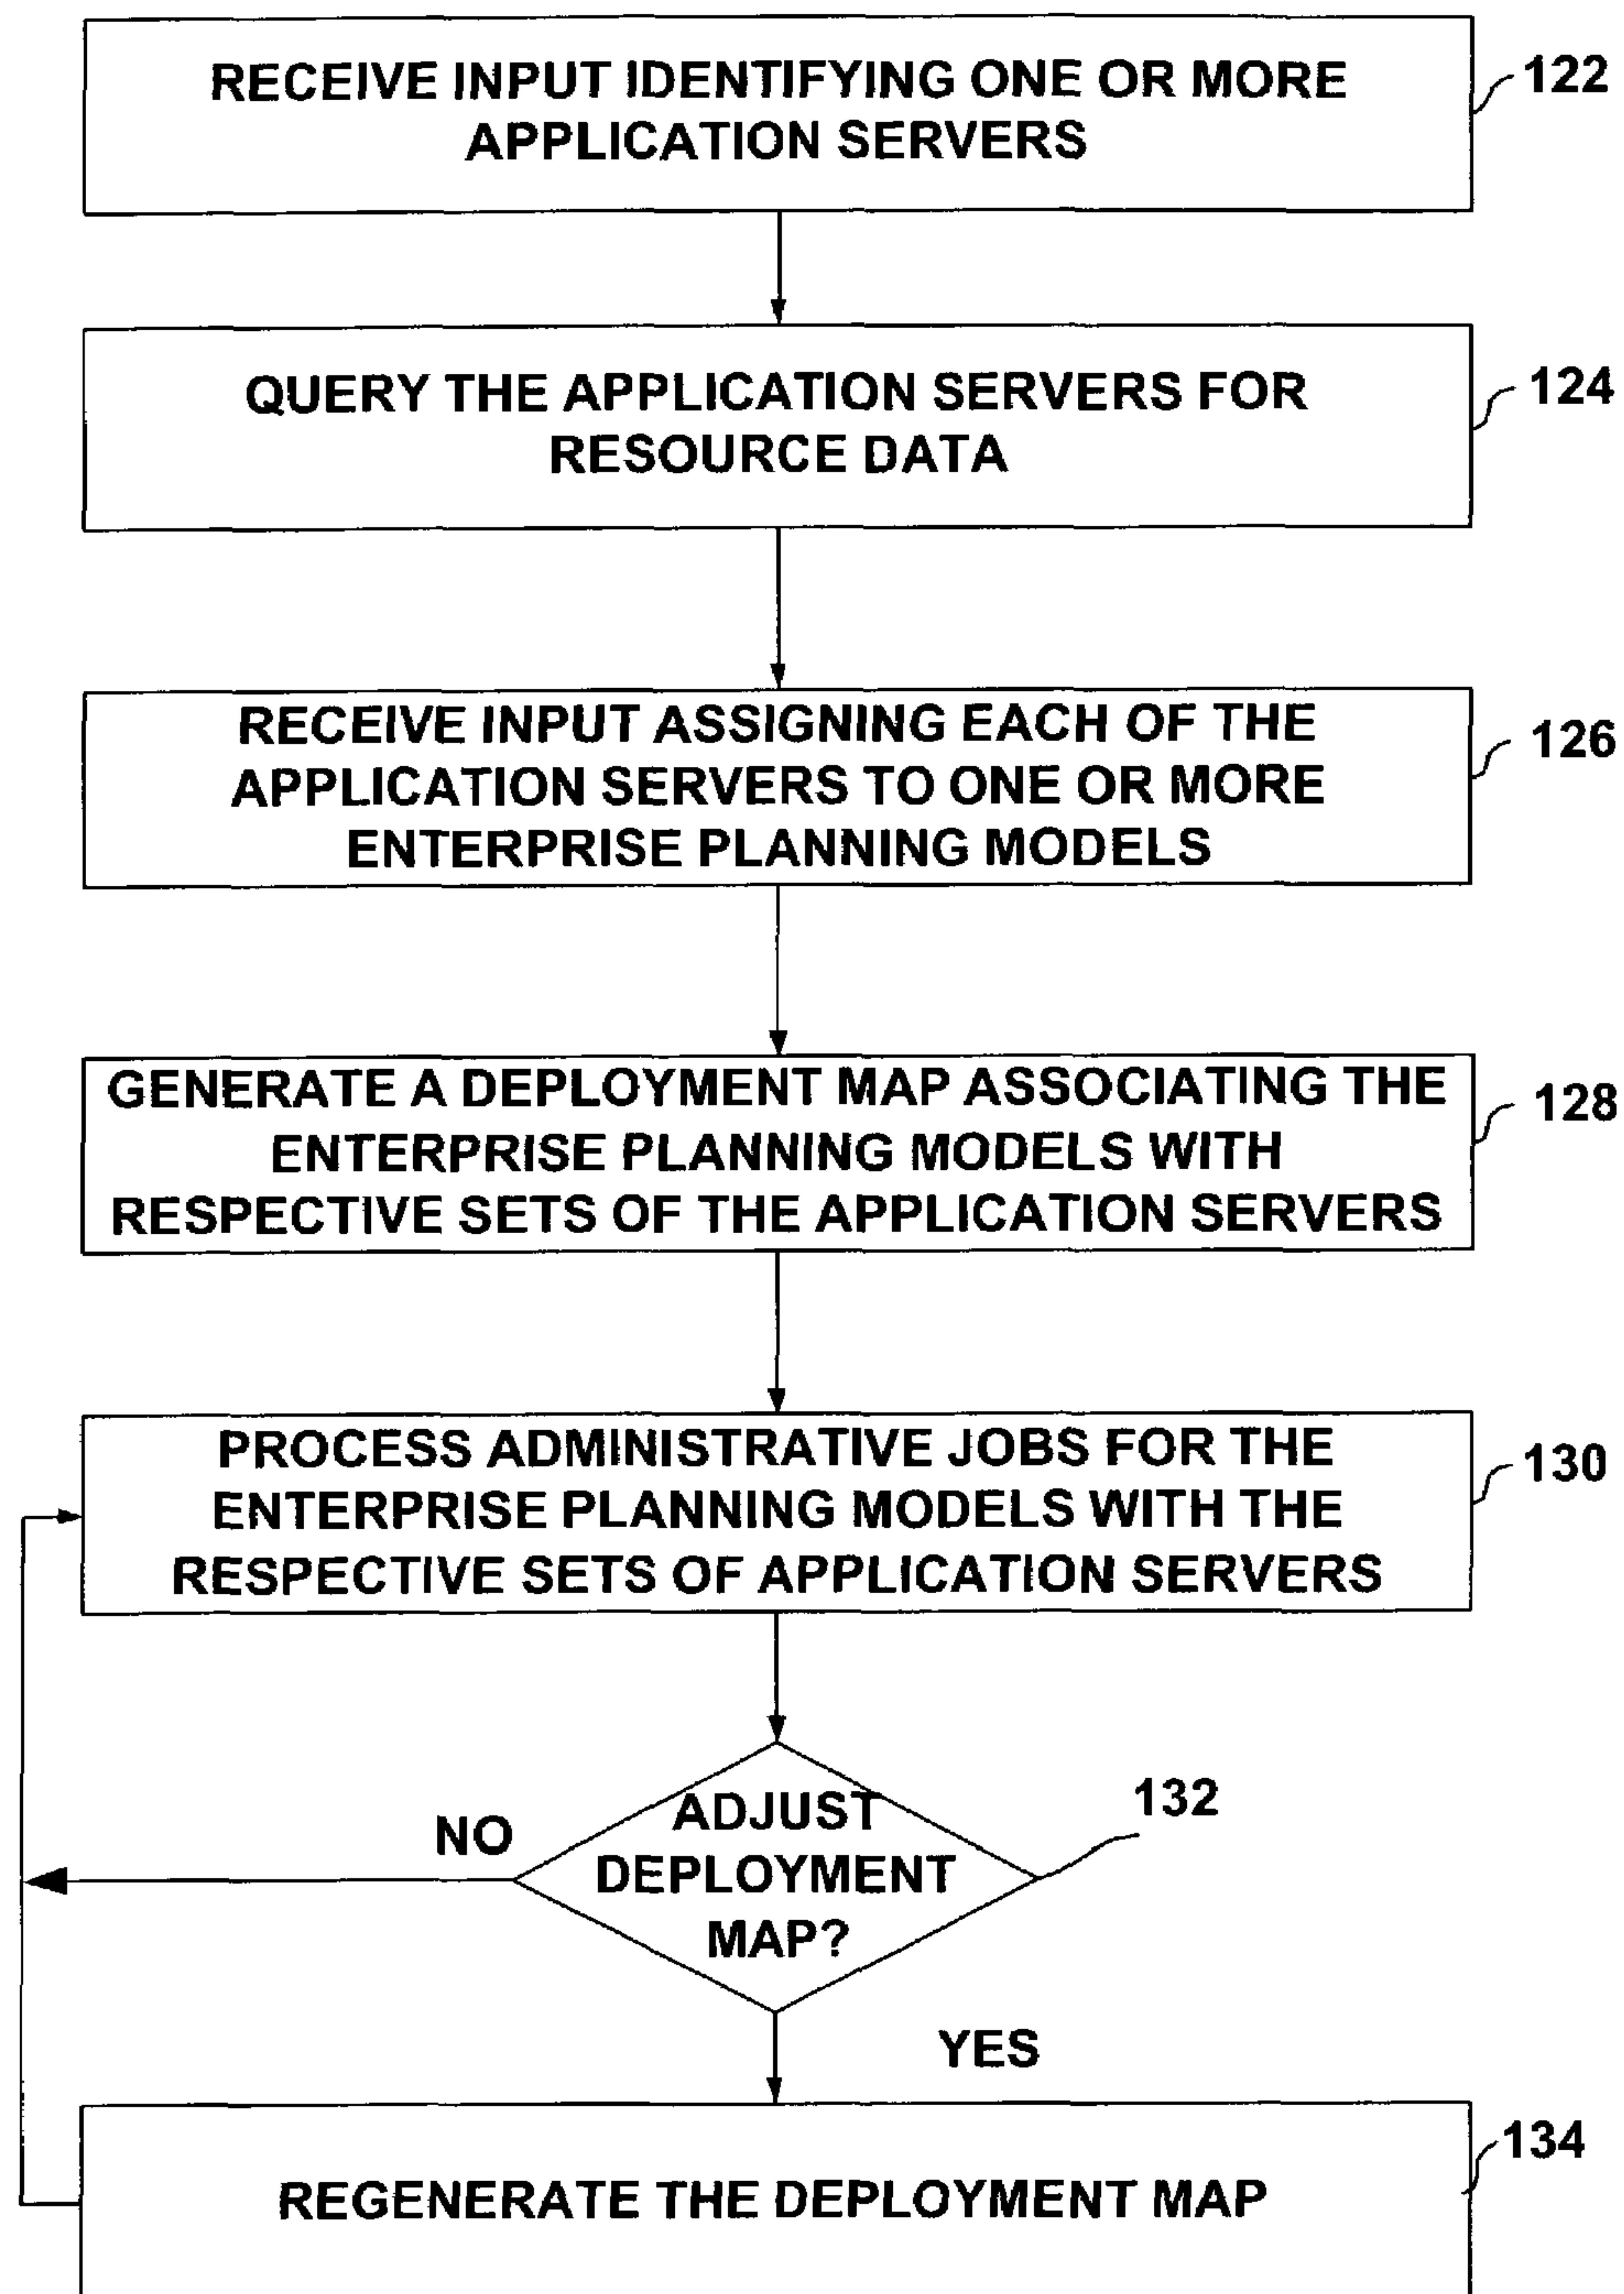 RECEIVE INPUT IDENTIFYING ONE OR MORE
APPLICATION SERVERS
122
QUERY THE APPLICATION SERVERS FOR
RESOURCE DATA
124
RECEIVE INPUT ASSIGNING EACH OF THE
APPLICATION SERVERS TO ONE OR MORE
ENTERPRISE PLANNING MODELS
126
GENERATE A DEPLOYMENT MAP ASSOCIATING THE
ENTERPRISE PLANNING MODELS WITH
RESPECTIVE SETS OF THE APPLICATION SERVERS
128
PROCESS ADMINISTRATIVE JOBS FOR THE
ENTERPRISE PLANNING MODELS WITH THE
RESPECTIVE SETS OF APPLICATION SERVERS
130
ADJUST
DEPLOYMENT
MAP?
132
NO
YES
REGENERATE THE DEPLOYMENT MAP
134